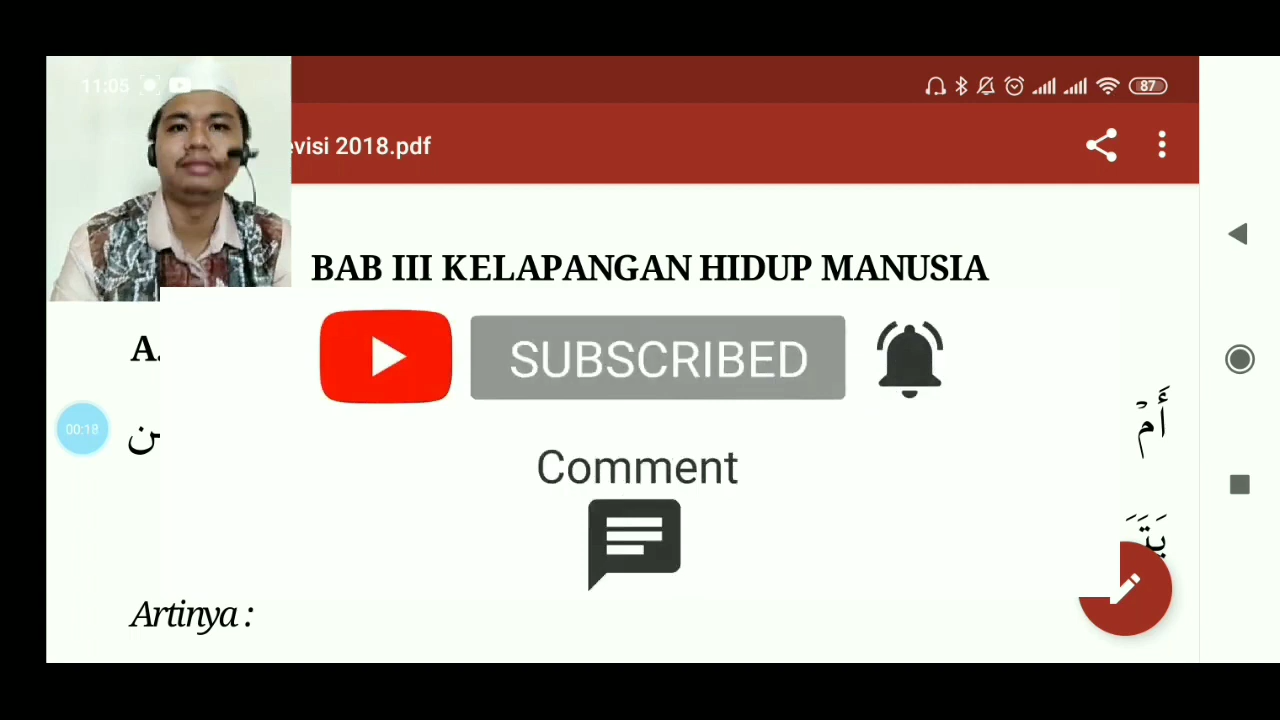 11:05
87
evisi 2018.pdf
BAB III KELAPANGAN HIDUP MANUSIA
SUBSCRIBED
A.
أَمْ
00:18
Comment
Artinya :